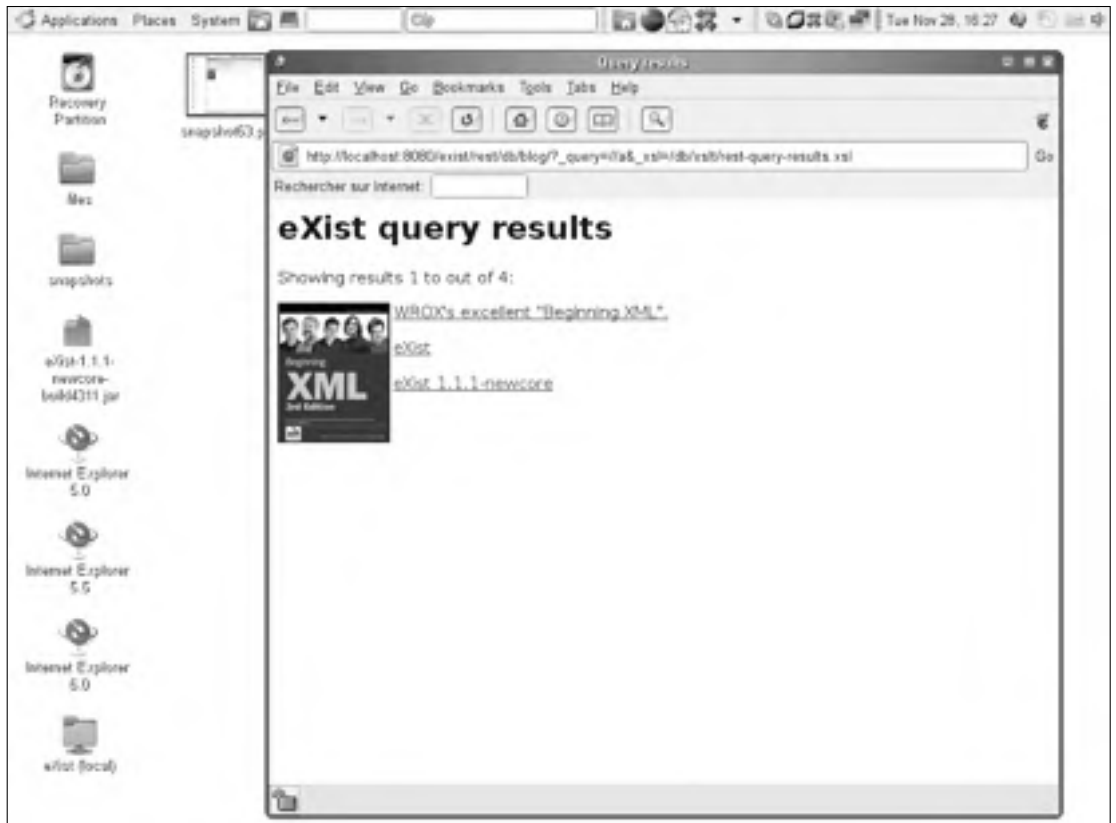 Applications Places System Clip Tue Nov 28, 16:27
Recovery
Partition
files
snapshots
eXist-1.1.1-
newcore-
build4311.jar
Internet Explorer
5.0
Internet Explorer
5.5
Internet Explorer
6.0
eXist (local)
snapshot63.p
Query results
File Edit View Go Bookmarks Tools Tabs Help
http://localhost:8080/exist/rest/db/blog/?_query=//a&_xsl=/db/xslt/rest-query-results.xsl Go
Rechercher sur Internet:
eXist query results
Showing results 1 to out of 4:
Beginning
XML
3rd Edition
WROX's excellent "Beginning XML".
eXist
eXist 1.1.1-newcore